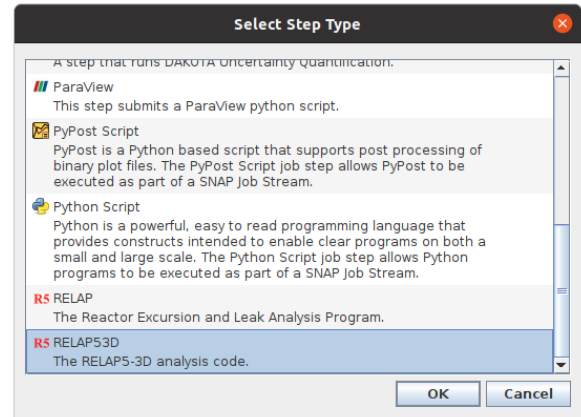 Select Step Type
A step that runs DAKOTA Uncertainty Quantification.
ParaView
This step submits a ParaView python script.
PyPost Script
PyPost is a Python based script that supports post processing of
binary plot files. The PyPost Script job step allows PyPost to be
executed as part of a SNAP Job Stream.
Python Script
Python is a powerful, easy to read programming language that
provides constructs intended to enable clear programs on both a
small and large scale. The Python Script job step allows Python
programs to be executed as part of a SNAP Job Stream.
R5 RELAP
The Reactor Excursion and Leak Analysis Program.
R5 RELAP53D
The RELAP5-3D analysis code.
OK Cancel